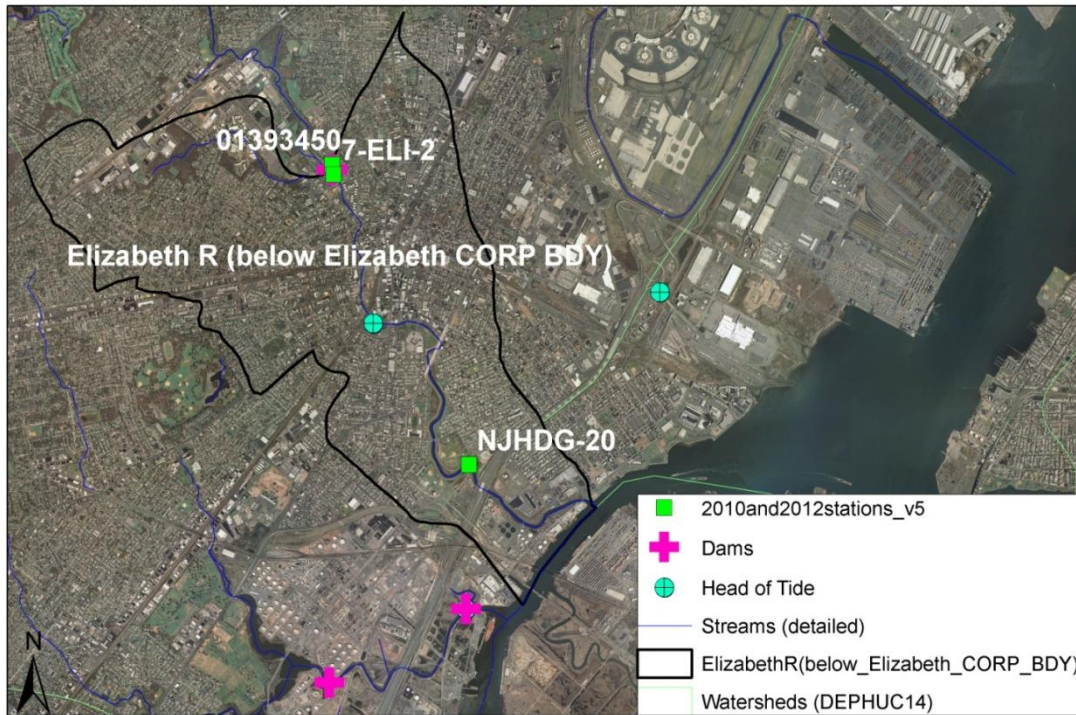 01393450
7-ELI-2
Elizabeth R (below Elizabeth CORP BDY)
NJHDG-20
2010and2012stations_v5
Dams
Head of Tide
Streams (detailed)
ElizabethR(below_Elizabeth_CORP_BDY)
Watersheds (DEPHUC14)
N